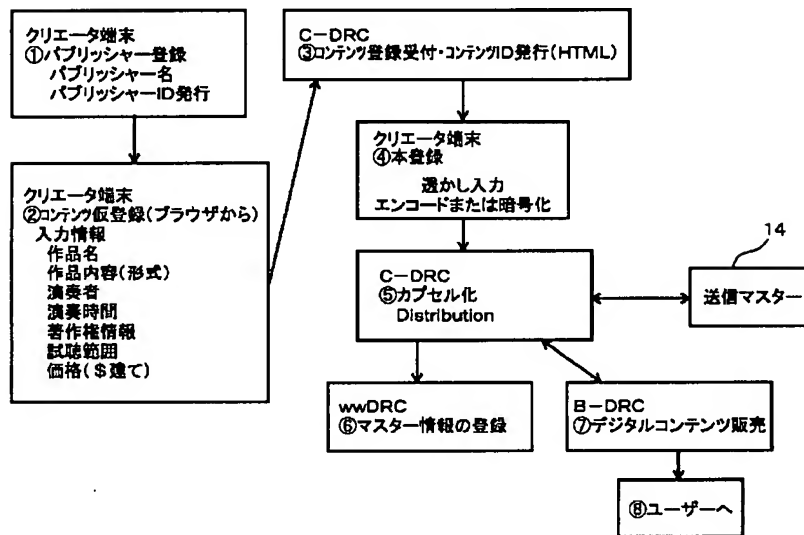 クリエータ端末
①パブリッシャー登録
パブリッシャー名
パブリッシャーID発行
クリエータ端末
②コンテンツ仮登録(ブラウザから)
入力情報
作品名
作品内容(形式)
演奏者
演奏時間
著作権情報
試聴範囲
価格($建て)
C-DRC
③コンテンツ登録受付・コンテンツID発行(HTML)
クリエータ端末
④本登録
透かし入力
エンコードまたは暗号化
C-DRC
⑤カプセル化
Distribution
14
送信マスター
wwDRC
⑥マスター情報の登録
B-DRC
⑦デジタルコンテンツ販売
⑧ユーザーへ